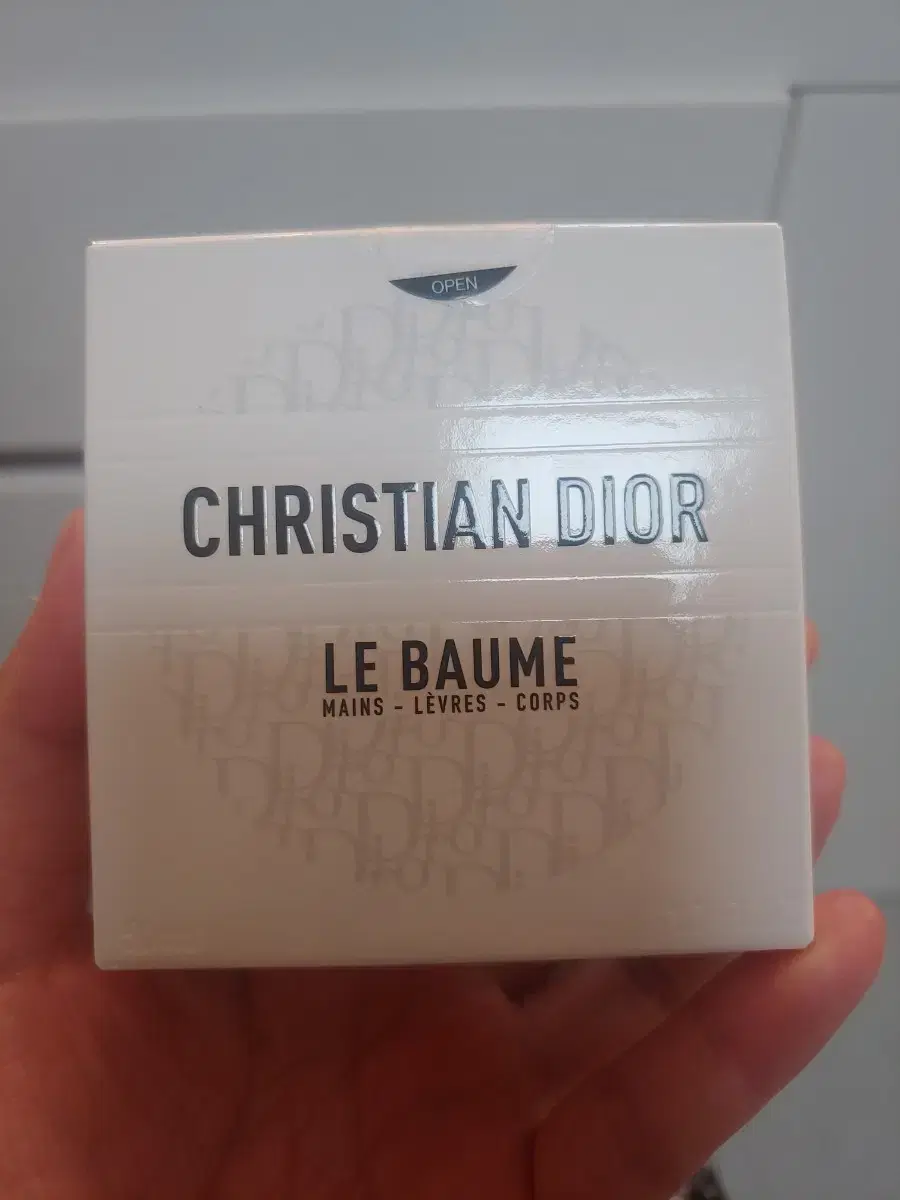 OPEN
CHRISTIAN DIOR
LE BAUME
MAINS - LÈVRES - CORPS